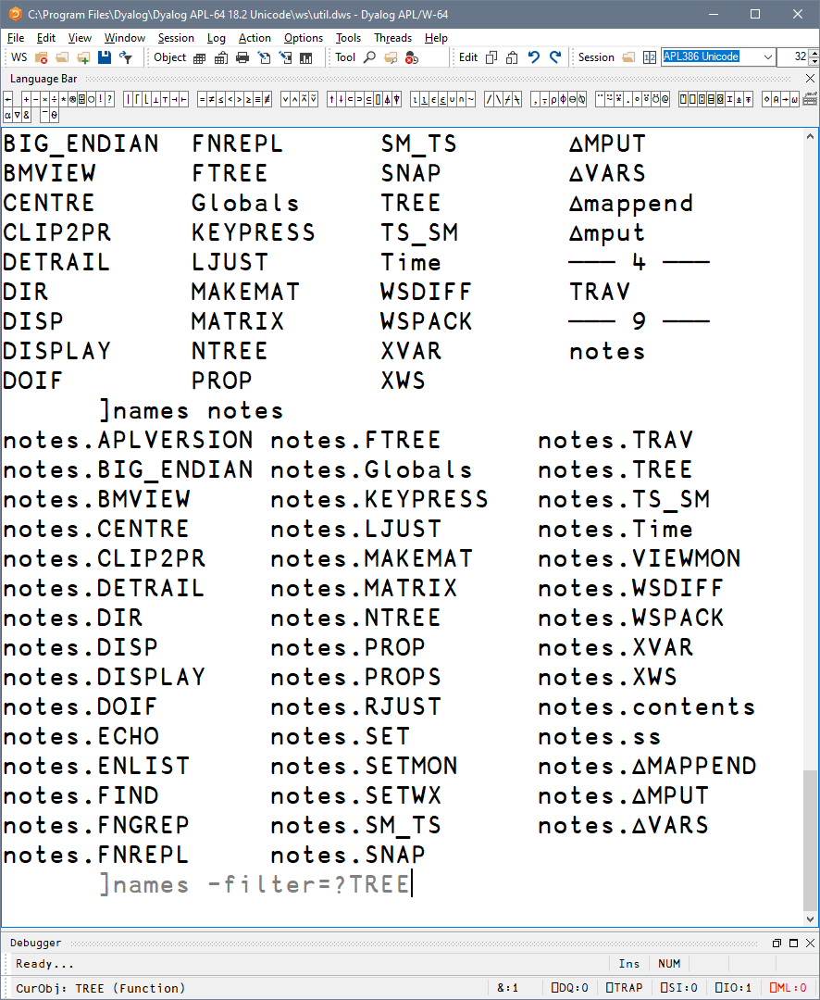 C:\Program Files\Dyalog\Dyalog APL-64 18.2 Unicode\ws\util.dws - Dyalog APL/W-64
File Edit View Window Session Log Action Options Tools Threads Help
WS Object Tool Edit Session APL386 Unicode 32
Language Bar
BIG_ENDIAN FNREPL SM_TS ∆MPUT
BMVIEW FTREE SNAP ∆VARS
CENTRE Globals TREE ∆mappend
CLIP2PR KEYPRESS TS_SM ∆mput
DETRAIL LJUST Time ─── 4 ───
DIR MAKEMAT WSDIFF TRAV
DISP MATRIX WSPACK ─── 9 ───
DISPLAY NTREE XVAR notes
DOIF PROP XWS
]names notes
notes.APLVERSION notes.FTREE notes.TRAV
notes.BIG_ENDIAN notes.Globals notes.TREE
notes.BMVIEW notes.KEYPRESS notes.TS_SM
notes.CENTRE notes.LJUST notes.Time
notes.CLIP2PR notes.MAKEMAT notes.VIEWMON
notes.DETRAIL notes.MATRIX notes.WSDIFF
notes.DIR notes.NTREE notes.WSPACK
notes.DISP notes.PROP notes.XVAR
notes.DISPLAY notes.PROPS notes.XWS
notes.DOIF notes.RJUST notes.contents
notes.ECHO notes.SET notes.ss
notes.ENLIST notes.SETMON notes.∆MAPPEND
notes.FIND notes.SETWX notes.∆MPUT
notes.FNGREP notes.SM_TS notes.∆VARS
notes.FNREPL notes.SNAP
]names -filter=?TREE
Debugger
Ready... Ins NUM
CurObj: TREE (Function) &:1 ⎕DQ:0 ⎕TRAP ⎕SI:0 ⎕IO:1 ⎕ML:0